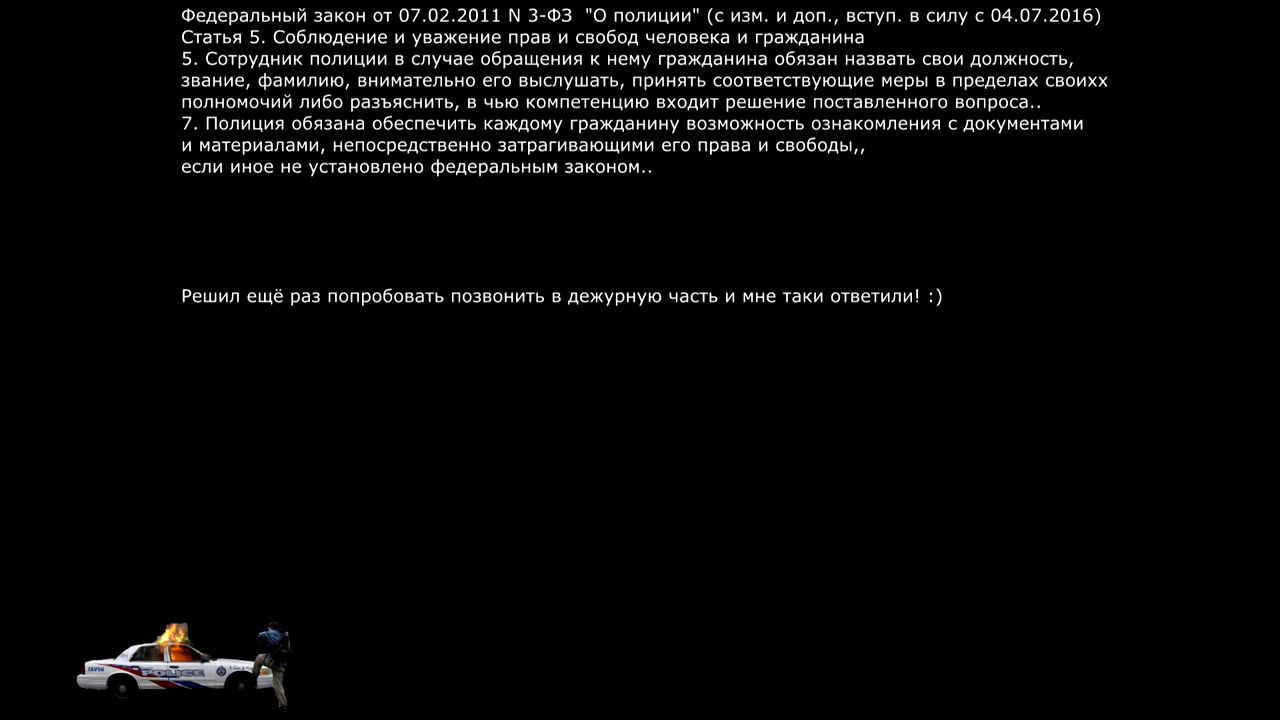 Федеральный закон от 07.02.2011 N 3-ФЗ "О полиции" (с изм. и доп., вступ. в силу с 04.07.2016)
Статья 5. Соблюдение и уважение прав и свобод человека и гражданина
5. Сотрудник полиции в случае обращения к нему гражданина обязан назвать свои должность,
звание, фамилию, внимательно его выслушать, принять соответствующие меры в пределах своихх
полномочий либо разъяснить, в чью компетенцию входит решение поставленного вопроса..
7. Полиция обязана обеспечить каждому гражданину возможность ознакомления с документами
и материалами, непосредственно затрагивающими его права и свободы,,
если иное не установлено федеральным законом..
Решил ещё раз попробовать позвонить в дежурную часть и мне таки ответили! :)
POLICE